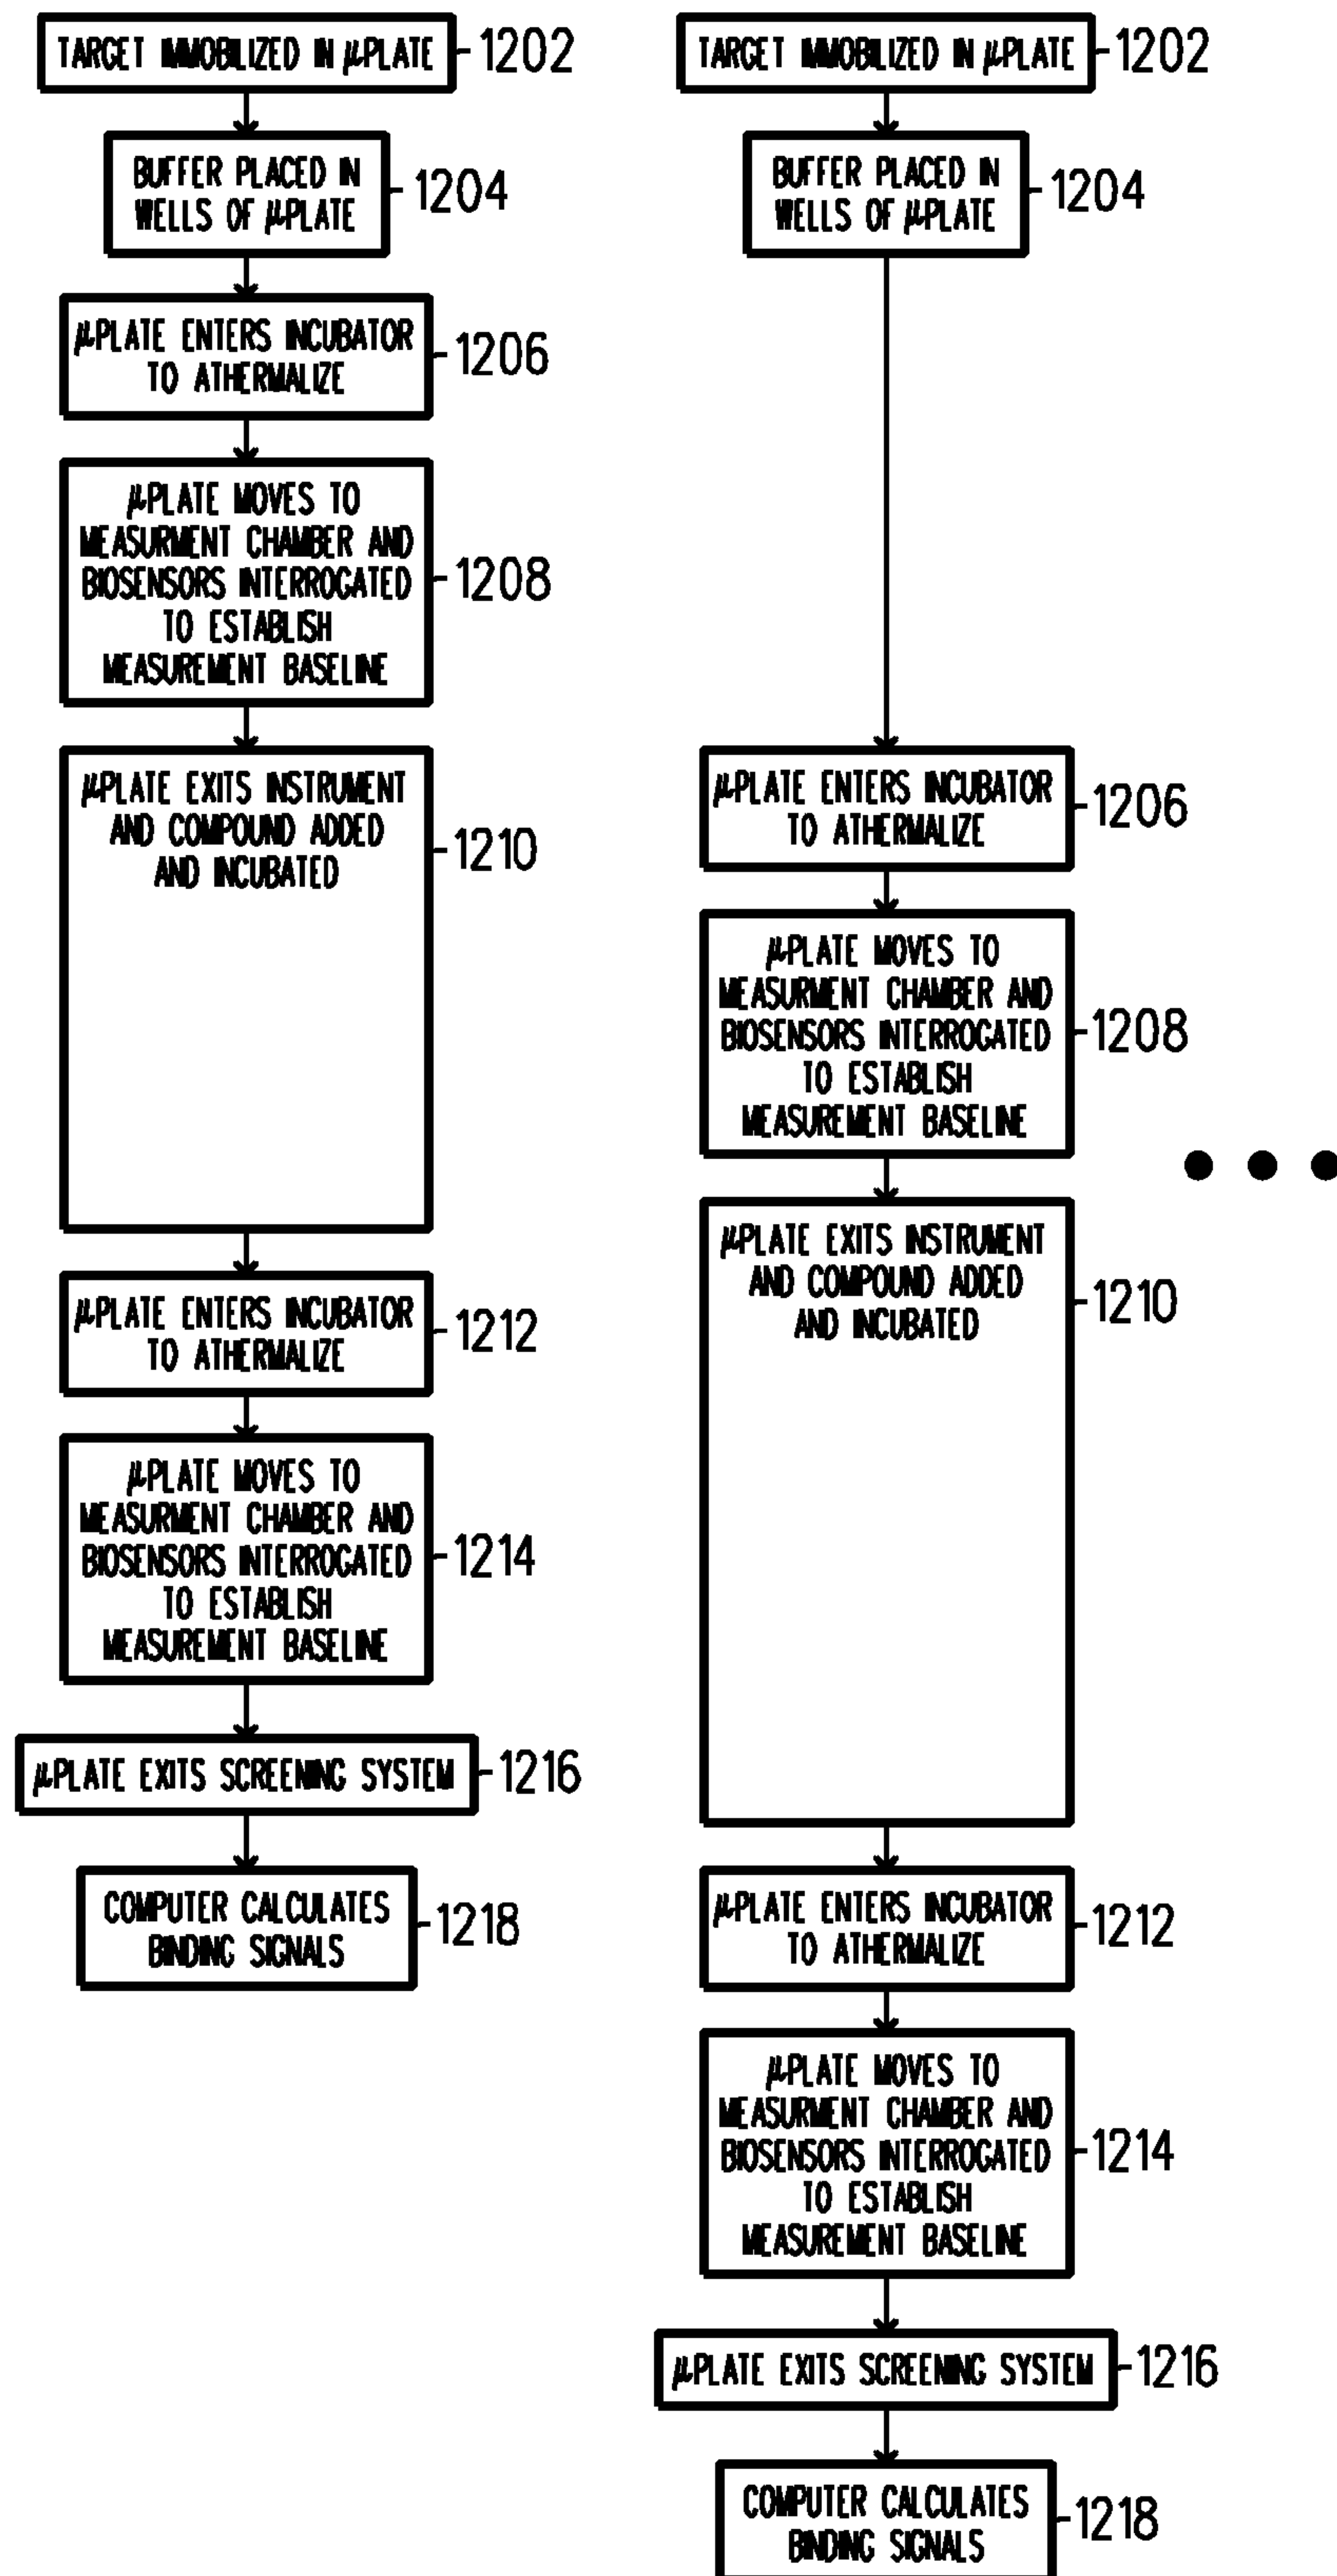 TARGET IMMOBILIZED IN μPLATE
1202
BUFFER PLACED IN
WELLS OF μPLATE
1204
μPLATE ENTERS INCUBATOR
TO ATHERMALIZE
1206
μPLATE MOVES TO
MEASURMENT CHAMBER AND
BIOSENSORS INTERROGATED
TO ESTABLISH
MEASUREMENT BASELINE
1208
μPLATE EXITS INSTRUMENT
AND COMPOUND ADDED
AND INCUBATED
1210
μPLATE ENTERS INCUBATOR
TO ATHERMALIZE
1212
μPLATE MOVES TO
MEASURMENT CHAMBER AND
BIOSENSORS INTERROGATED
TO ESTABLISH
MEASUREMENT BASELINE
1214
μPLATE EXITS SCREENING SYSTEM
1216
COMPUTER CALCULATES
BINDING SIGNALS
1218
TARGET IMMOBILIZED IN μPLATE
1202
BUFFER PLACED IN
WELLS OF μPLATE
1204
μPLATE ENTERS INCUBATOR
TO ATHERMALIZE
1206
μPLATE MOVES TO
MEASURMENT CHAMBER AND
BIOSENSORS INTERROGATED
TO ESTABLISH
MEASUREMENT BASELINE
1208
μPLATE EXITS INSTRUMENT
AND COMPOUND ADDED
AND INCUBATED
1210
μPLATE ENTERS INCUBATOR
TO ATHERMALIZE
1212
μPLATE MOVES TO
MEASURMENT CHAMBER AND
BIOSENSORS INTERROGATED
TO ESTABLISH
MEASUREMENT BASELINE
1214
μPLATE EXITS SCREENING SYSTEM
1216
COMPUTER CALCULATES
BINDING SIGNALS
1218